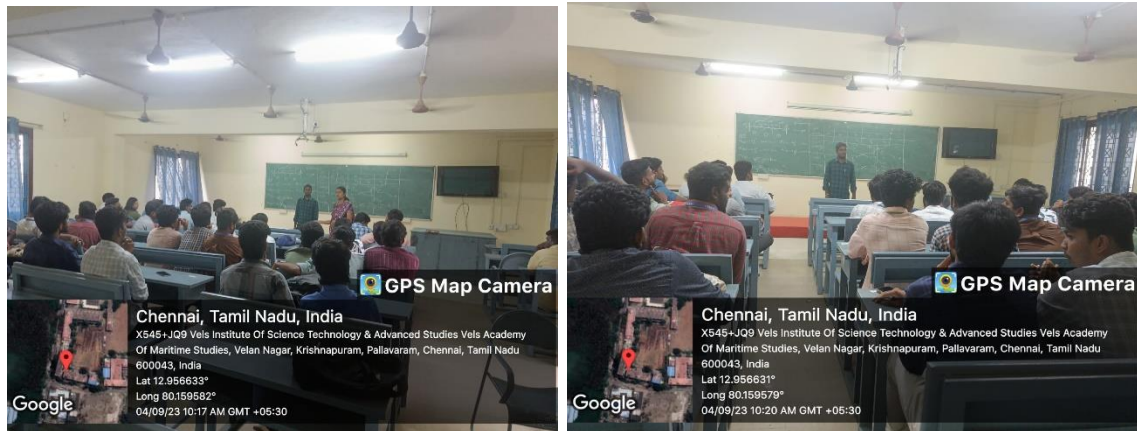 GPS Map Camera
Chennai, Tamil Nadu, India
X545+JQ9 Vels Institute Of Science Technology & Advanced Studies Vels Academy
Of Maritime Studies, Velan Nagar, Krishnapuram, Pallavaram, Chennai, Tamil Nadu
600043, India
Lat 12.956633°
Long 80.159582°
04/09/23 10:17 AM GMT +05:30
Google
GPS Map Camera
Chennai, Tamil Nadu, India
X545+JQ9 Vels Institute Of Science Technology & Advanced Studies Vels Academy
Of Maritime Studies, Velan Nagar, Krishnapuram, Pallavaram, Chennai, Tamil Nadu
600043, India
Lat 12.956631°
Long 80.159579°
04/09/23 10:20 AM GMT +05:30
Google